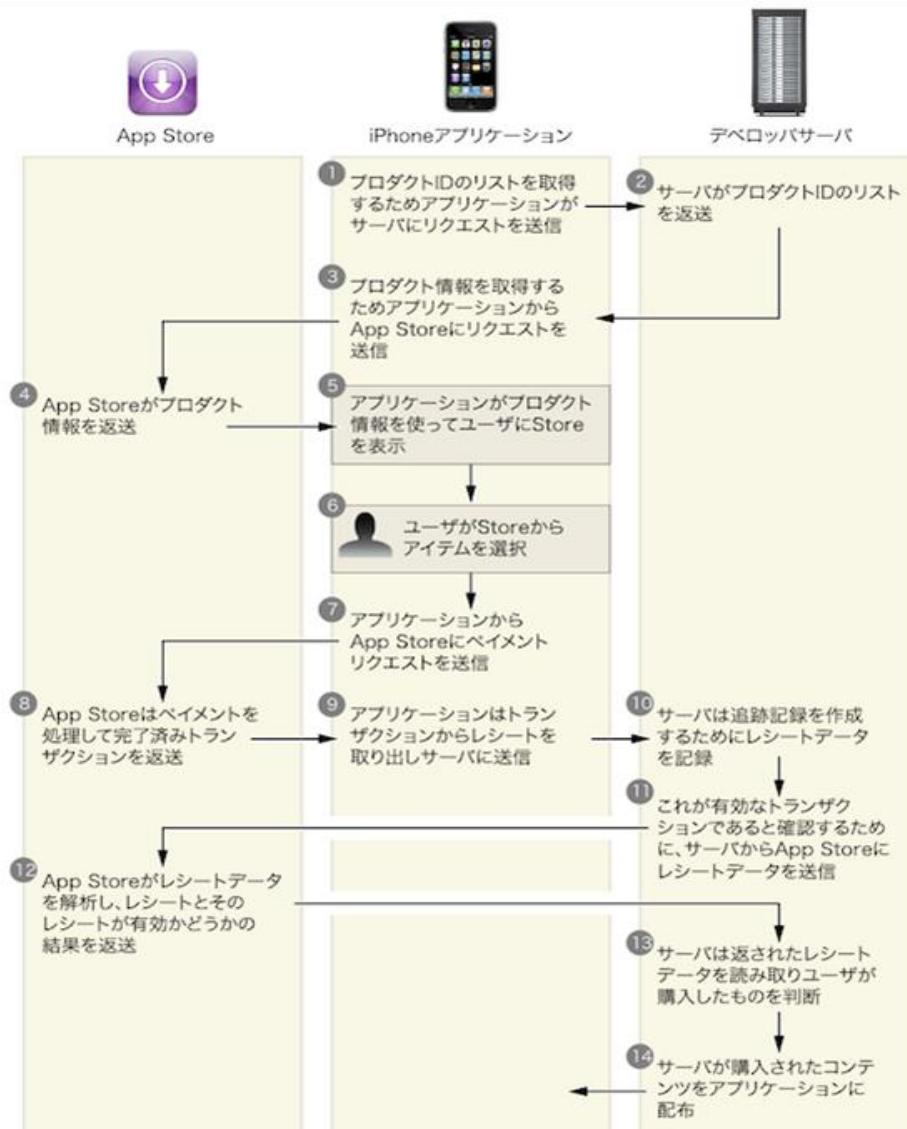 App Store
iPhoneアプリケーション
デベロッパサーバ
1
プロダクトIDのリストを取得
するためアプリケーションが
サーバにリクエストを送信
2
サーバがプロダクトIDのリスト
を返送
3
プロダクト情報を取得する
ためアプリケーションから
App Storeにリクエストを
送信
4
App Storeがプロダクト
情報を返送
5
アプリケーションがプロダクト
情報を使ってユーザにStore
を表示
6
ユーザがStoreから
アイテムを選択
7
アプリケーションから
App Storeにペイメント
リクエストを送信
8
App Storeはペイメントを
処理して完了済みトラン
ザクションを返送
9
アプリケーションはトラン
ザクションからレシートを
取り出しサーバに送信
10
サーバは追跡記録を作成
するためにレシートデータ
を記録
11
これが有効なトランザク
ションであると確認するため
に、サーバからApp Storeに
レシートデータを送信
12
App Storeがレシートデータ
を解析し、レシートとその
レシートが有効かどうかの
結果を返送
13
サーバは返されたレシート
データを読み取りユーザが
購入したものを判断
14
サーバが購入されたコンテ
ンツをアプリケーションに
配布